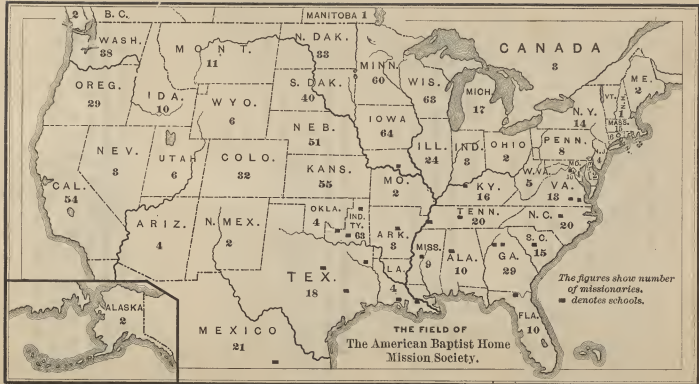 2
B.C.
MANITOBA 1
CANADA
3
WASH.
38
MONT.
11
N. DAK.
33
MINN.
60
OREG.
29
IDA.
10
WYO.
6
S. DAK.
40
WIS.
63
MICH.
17
ME.
2
VT.
N.H.
1
MASS.
N.Y.
14
NEV.
3
UTAH
6
COLO.
32
NEB.
51
IOWA
64
ILL.
24
IND.
3
OHIO
2
PENN.
8
CAL.
54
KANS.
55
MO.
2
KY.
16
W.VA.
5
VA.
13
ARIZ.
4
N. MEX.
2
OKLA.
4
IND.
TY.
63
ARK.
3
TENN.
20
N.C.
20
S.C.
15
TEX.
18
LA.
4
MISS.
9
ALA.
10
GA.
29
FLA.
10
ALASKA
2
MEXICO
21
The figures show number
of missionaries.
denotes schools.
THE FIELD OF
The American Baptist Home
Mission Society.